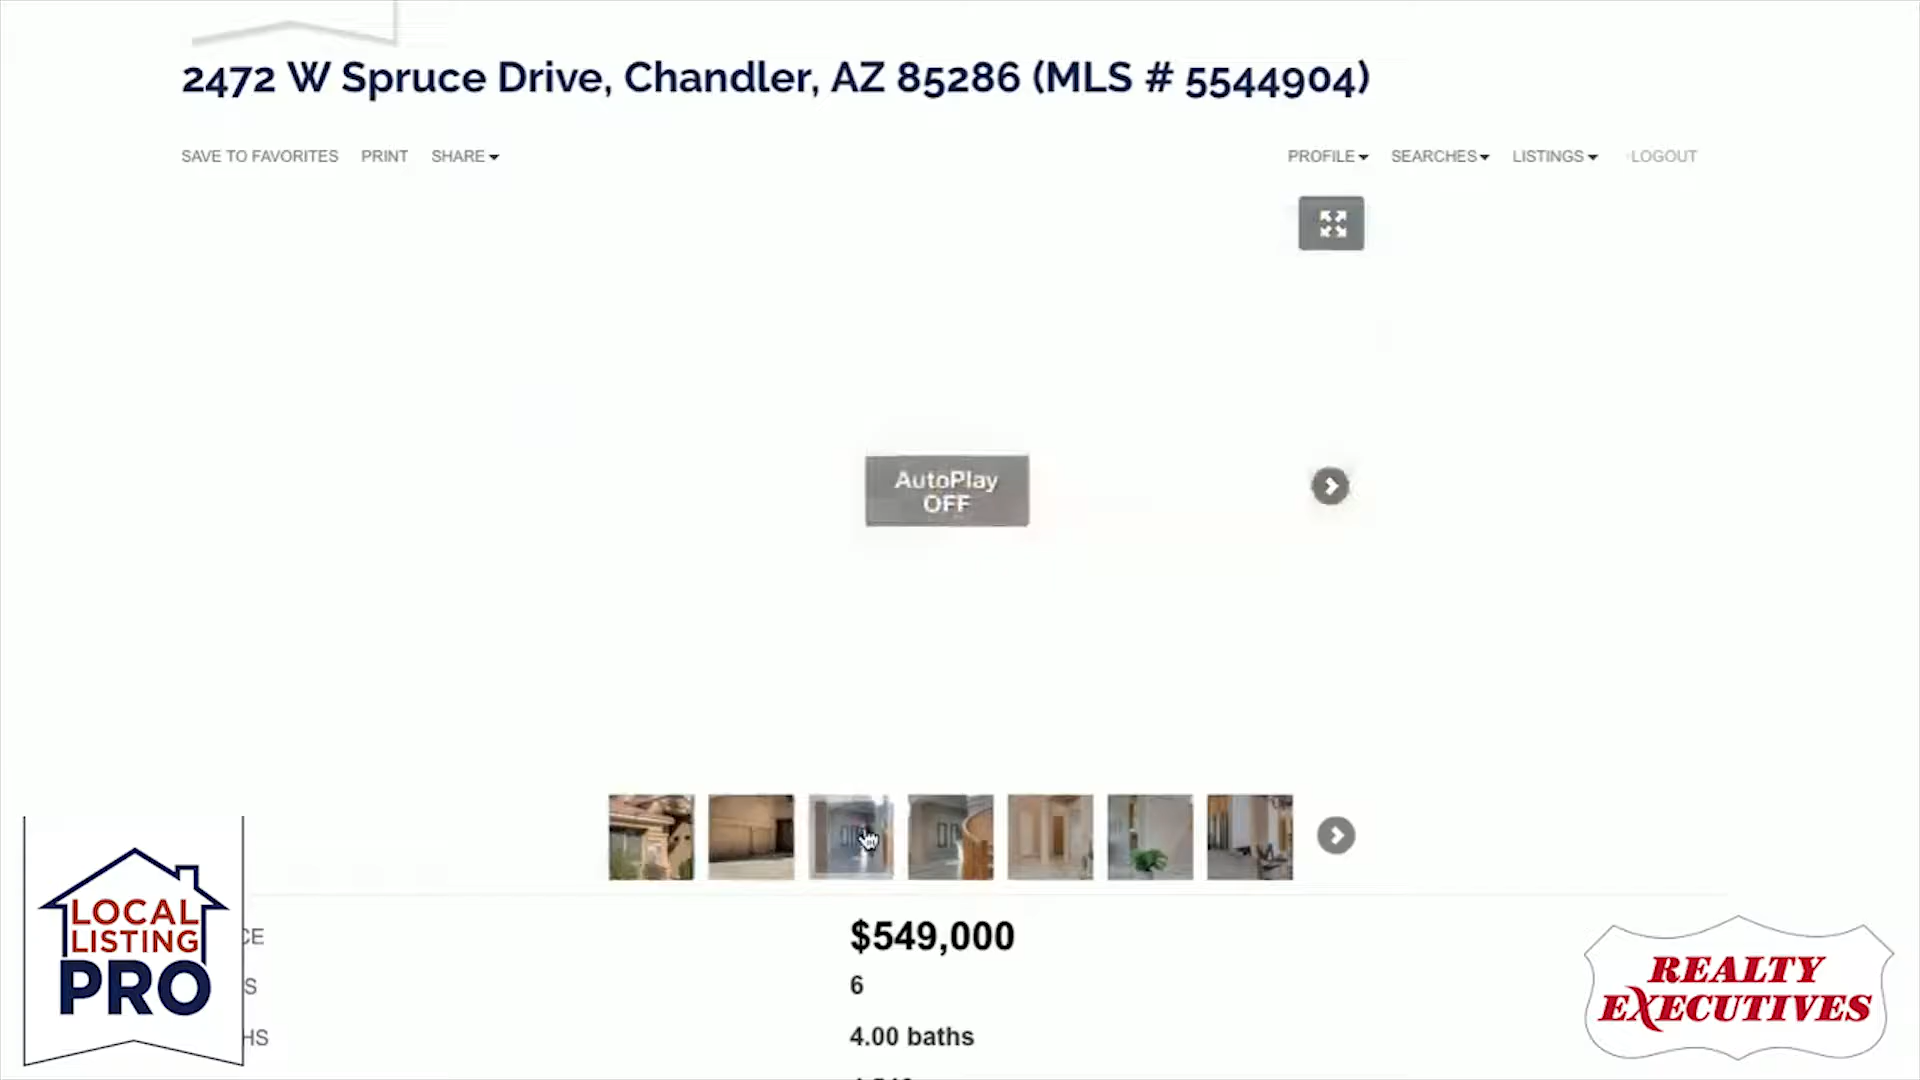 2472 W Spruce Drive, Chandler, AZ 85286 (MLS # 5544904)
SAVE TO FAVORITES PRINT SHARE PROFILE SEARCHES LISTINGS LOGOUT
AutoPlay
OFF
CE $549,000
S 6
HS 4.00 baths
LOCAL
LISTING
PRO
REALTY
EXECUTIVES